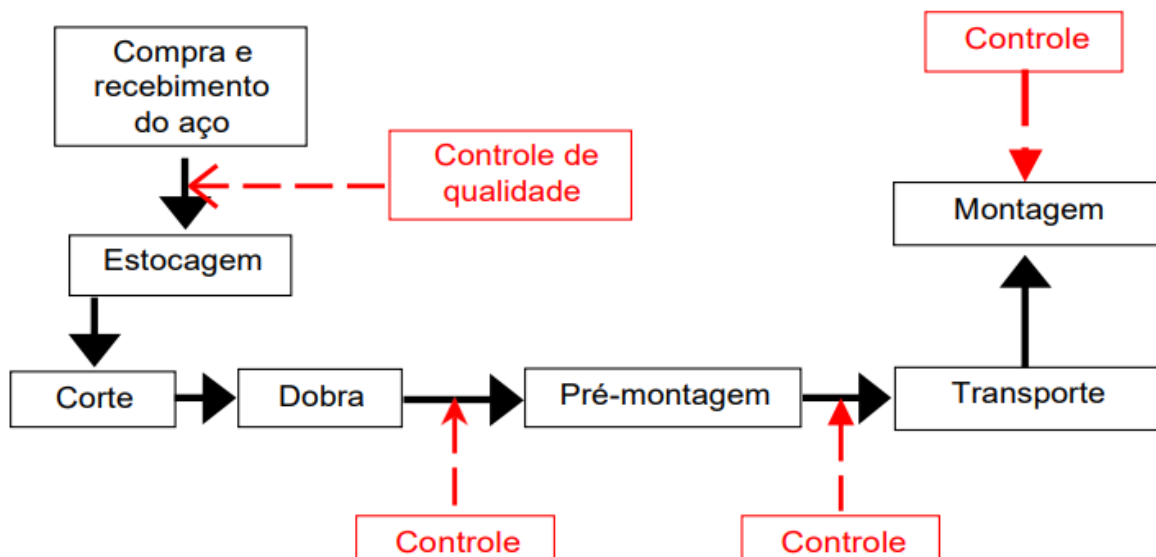 Compra e
recebimento
do aço
Controle
Controle de
qualidade
Montagem
Estocagem
Corte
Dobra
Pré-montagem
Transporte
Controle
Controle